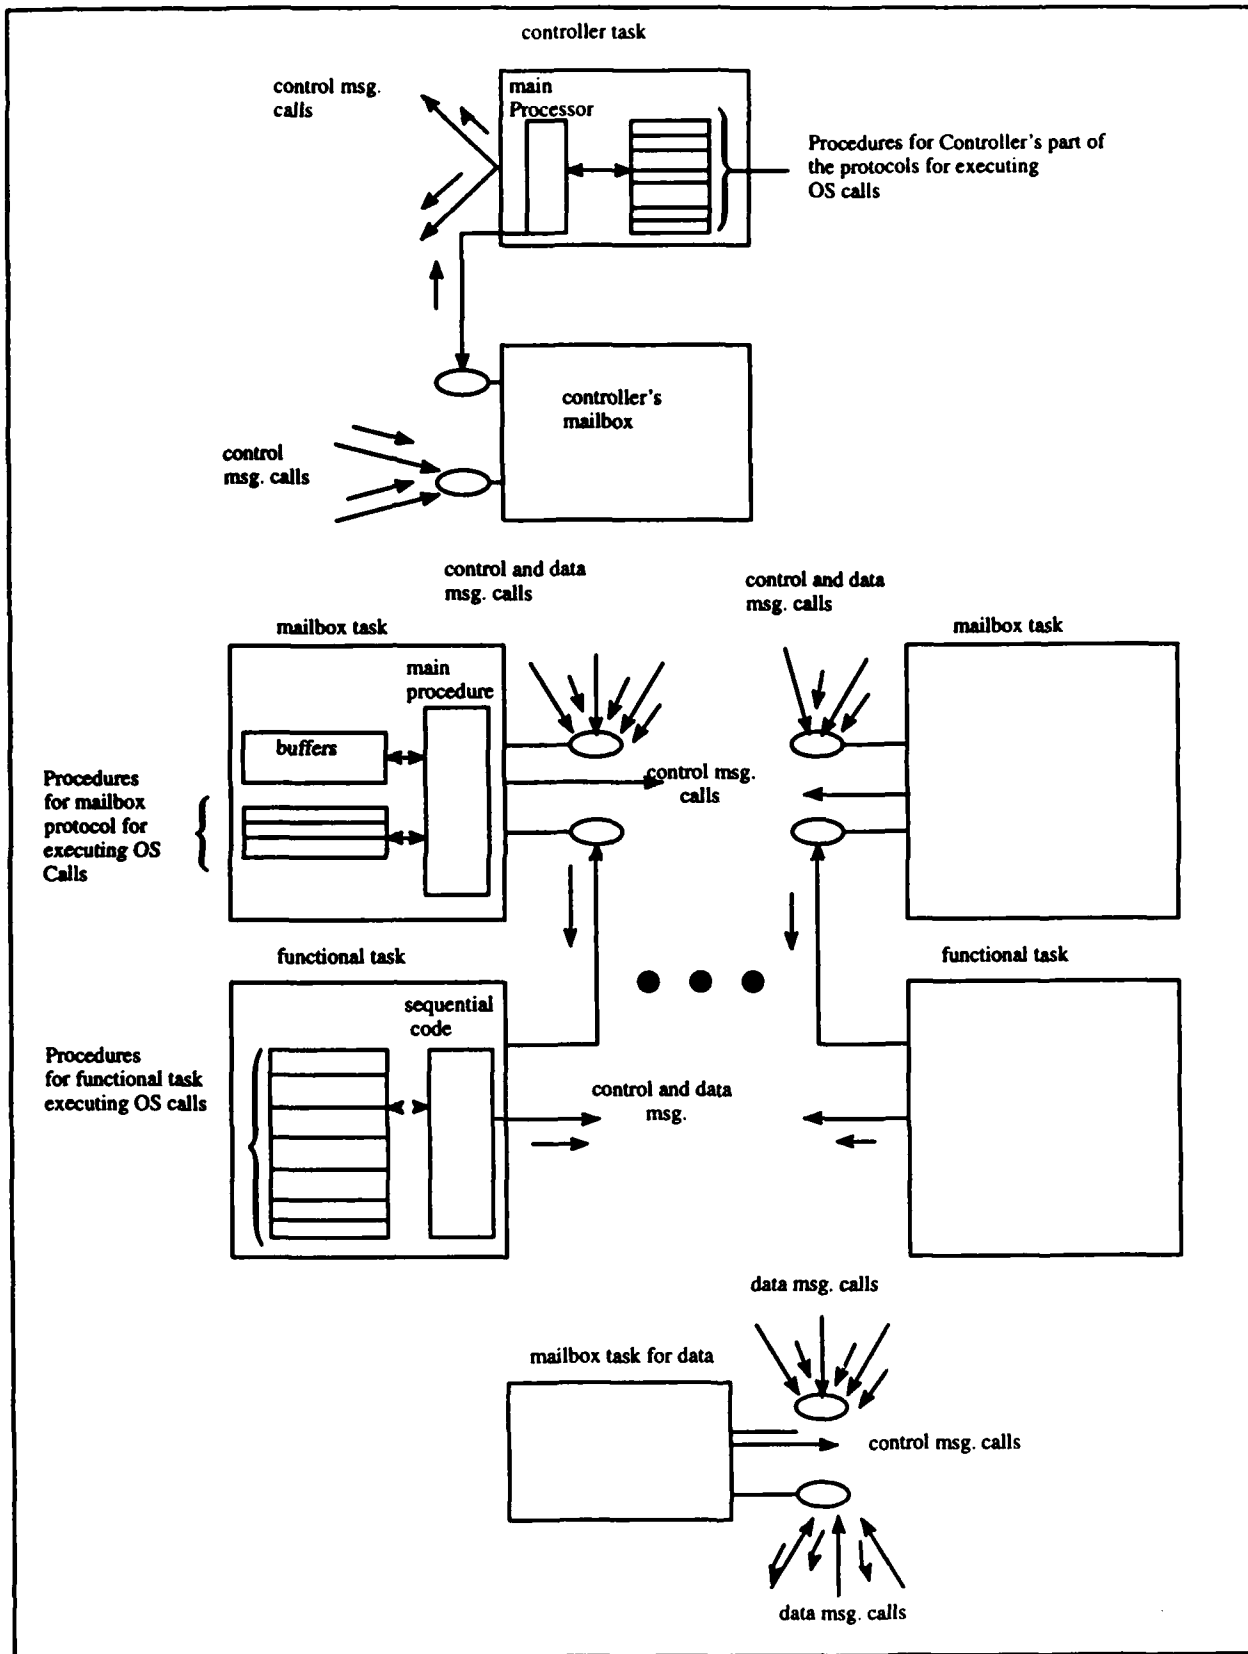 controller task
control msg.
calls
main
Processor
Procedures for Controller's part of
the protocols for executing
OS calls
controller's
mailbox
control
msg. calls
control and data
msg. calls
control and data
msg. calls
mailbox task
mailbox task
main
procedure
buffers
control msg.
calls
Procedures
for mailbox
protocol for
executing OS
Calls
functional task
functional task
sequential
code
Procedures
for functional task
executing OS calls
control and data
msg.
data msg. calls
mailbox task for data
control msg. calls
data msg. calls